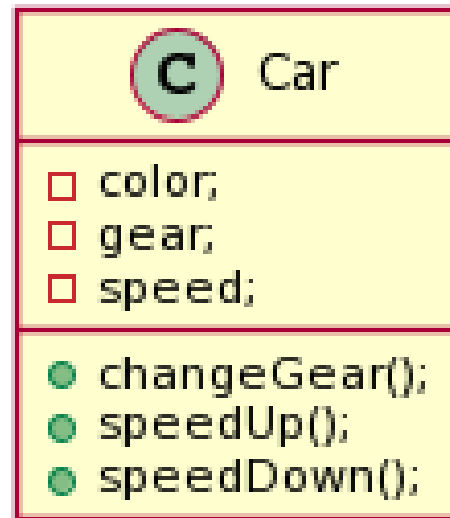 C Car
color;
gear;
speed;
changeGear();
speedUp();
speedDown();